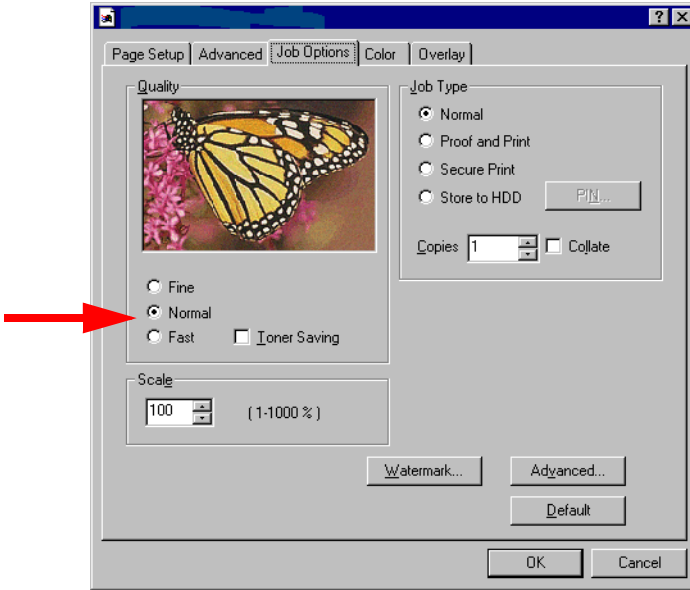 Page Setup Advanced Job Options Color Overlay
Quality
Fine
Normal
Fast Toner Saving
Scale
100 (1-1000 %)
Job Type
Normal
Proof and Print
Secure Print
Store to HDD PIN...
Copies 1 Collate
Watermark... Advanced...
Default
OK Cancel